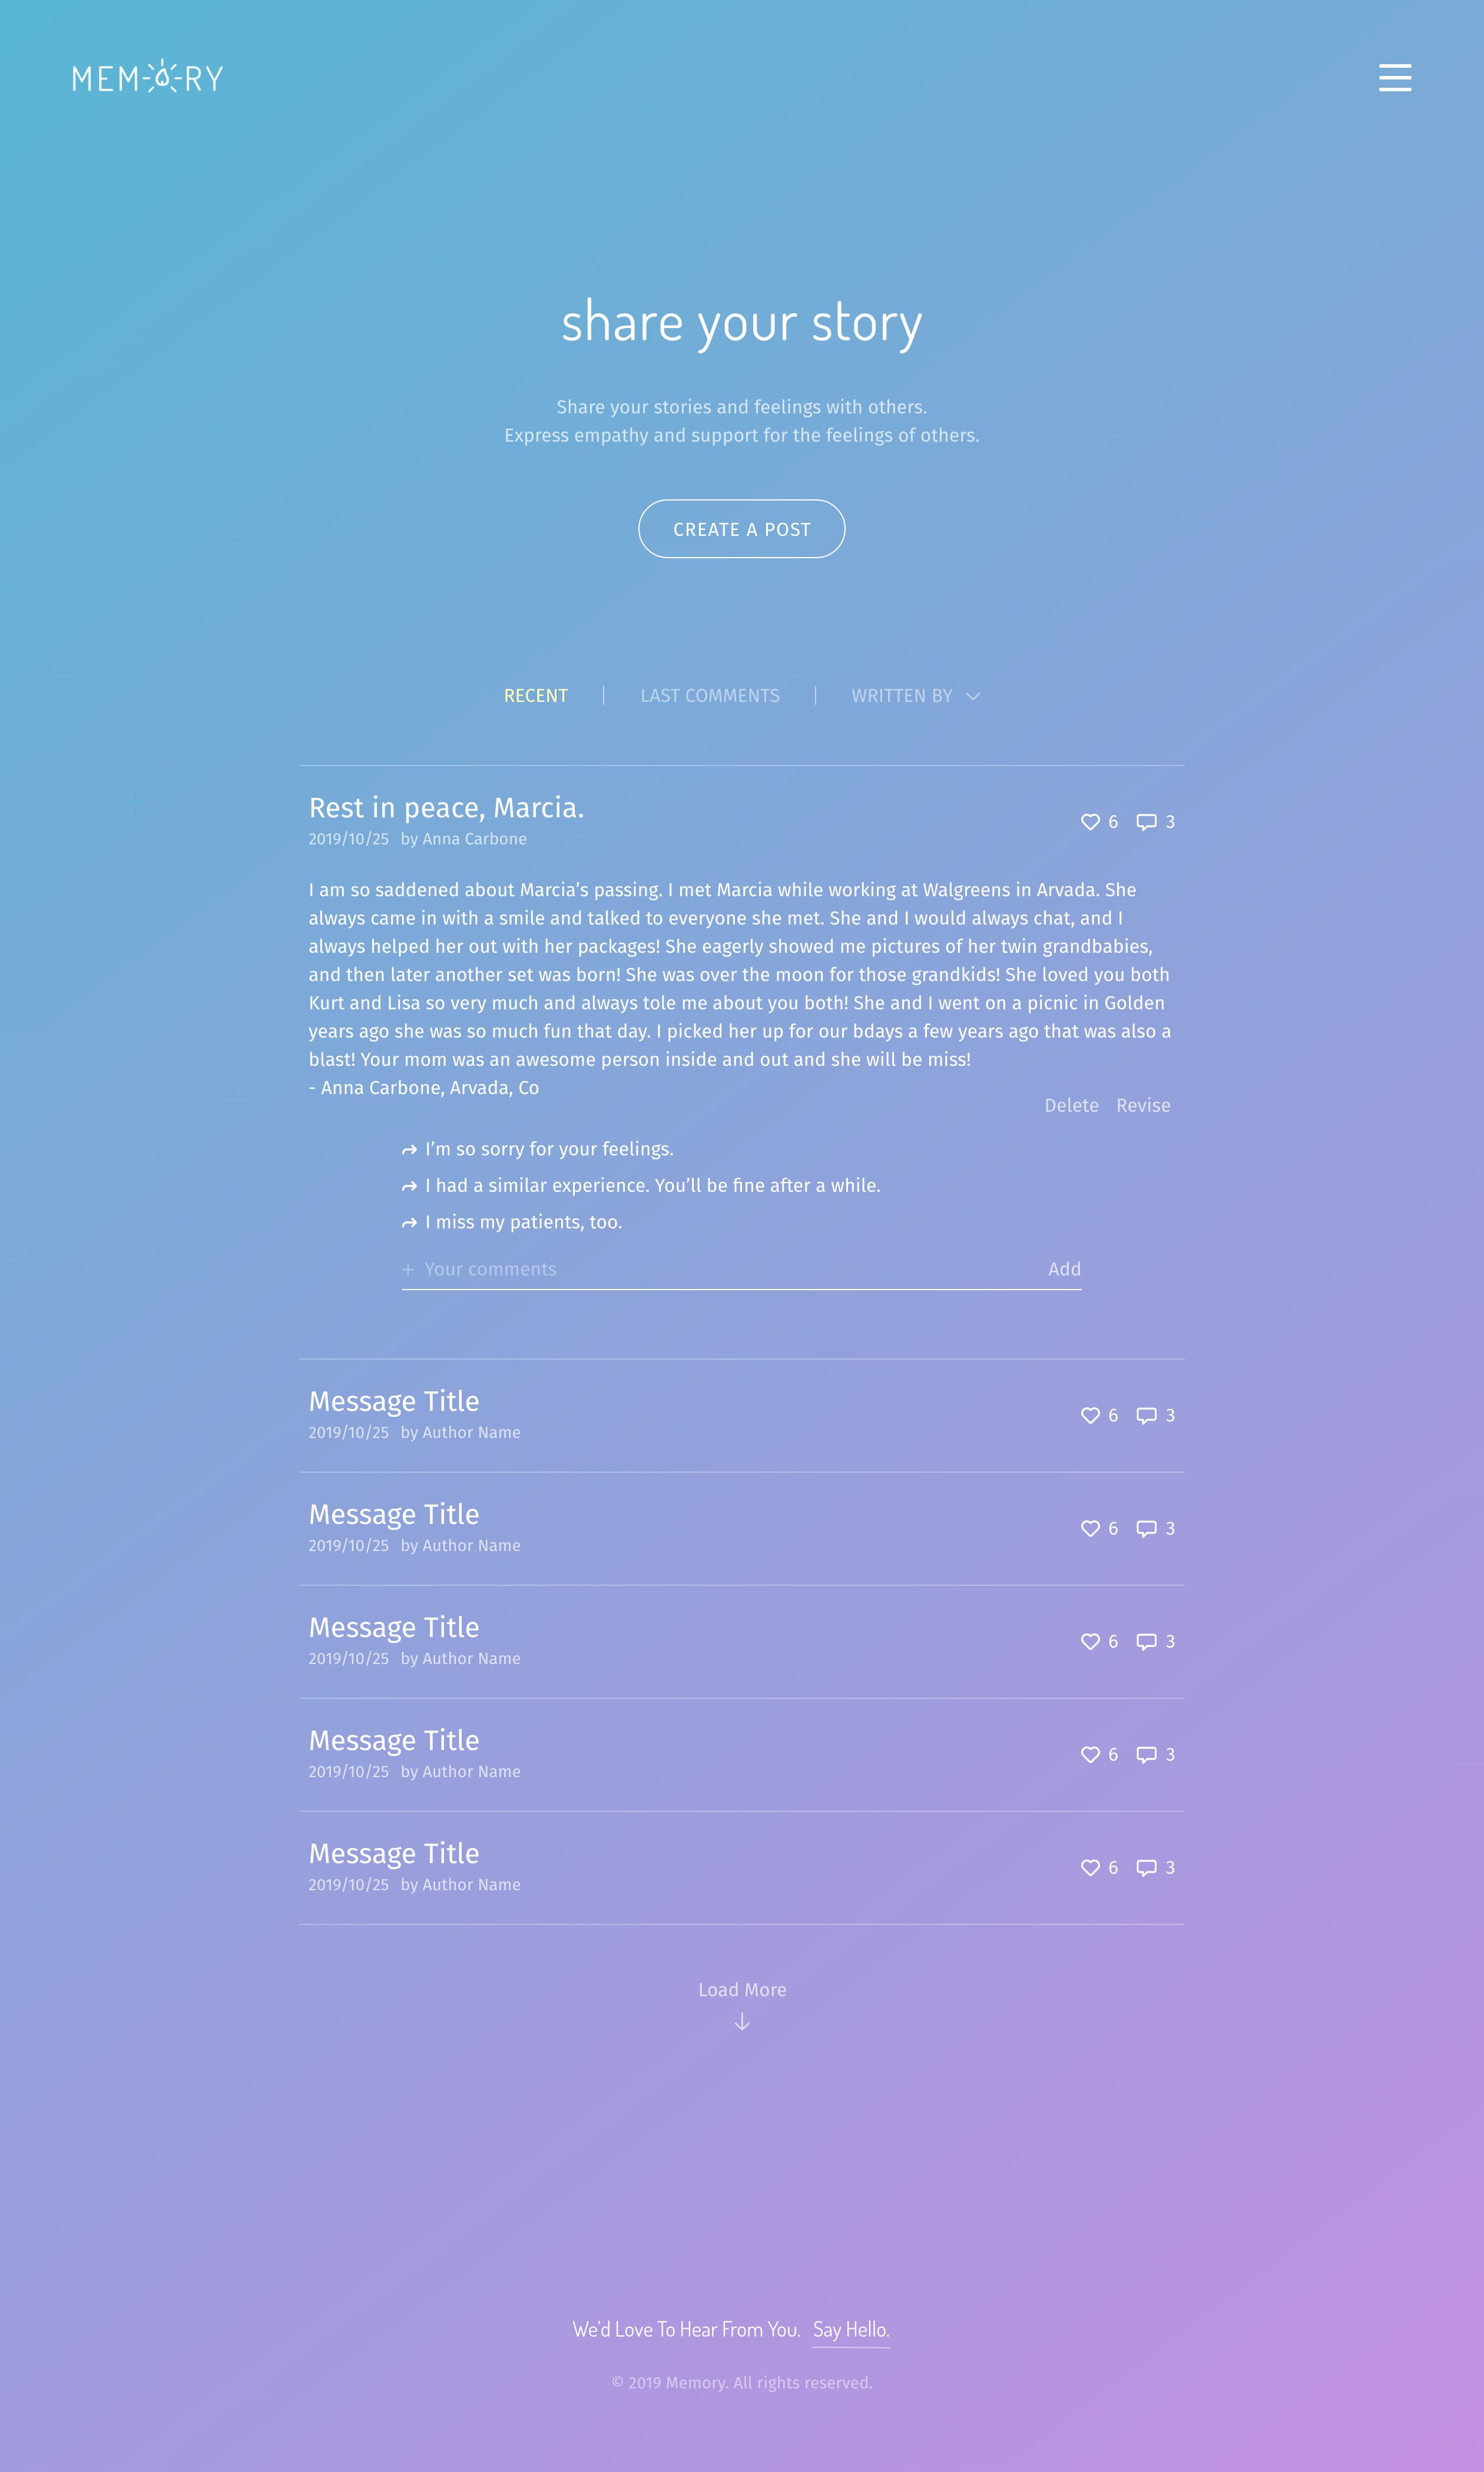 MEMORY
share your story
Share your stories and feelings with others.
Express empathy and support for the feelings of others.
CREATE A POST
RECENT | LAST COMMENTS | WRITTEN BY
Rest in peace, Marcia.
6 3
2019/10/25 by Anna Carbone
I am so saddened about Marcia’s passing. I met Marcia while working at Walgreens in Arvada. She
always came in with a smile and talked to everyone she met. She and I would always chat, and I
always helped her out with her packages! She eagerly showed me pictures of her twin grandbabies,
and then later another set was born! She was over the moon for those grandkids! She loved you both
Kurt and Lisa so very much and always tole me about you both! She and I went on a picnic in Golden
years ago she was so much fun that day. I picked her up for our bdays a few years ago that was also a
blast! Your mom was an awesome person inside and out and she will be miss!
- Anna Carbone, Arvada, Co
Delete Revise
I’m so sorry for your feelings.
I had a similar experience. You’ll be fine after a while.
I miss my patients, too.
+ Your comments Add
Message Title
6 3
2019/10/25 by Author Name
Message Title
6 3
2019/10/25 by Author Name
Message Title
6 3
2019/10/25 by Author Name
Message Title
6 3
2019/10/25 by Author Name
Message Title
6 3
2019/10/25 by Author Name
Load More
We’d Love To Hear From You. Say Hello.
© 2019 Memory. All rights reserved.